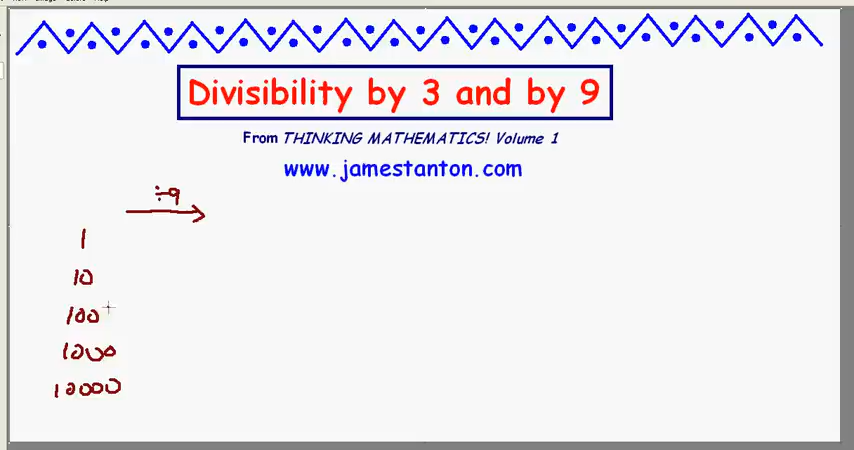 Divisibility by 3 and by 9
From THINKING MATHEMATICS! Volume 1
www.jamestanton.com
÷9
1
10
100
1000
10000